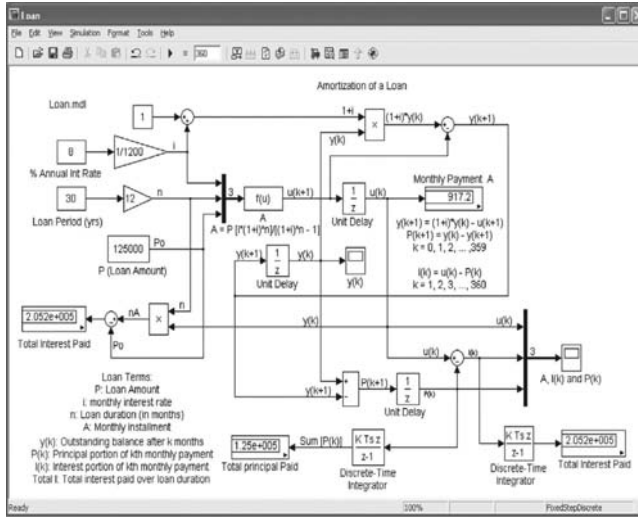 Loan
File Edit View Simulation Format Tools Help
360
Amortization of a Loan
Loan.mdl
1
1+i
(1+i)*y(k)
y(k+1)
y(k)
8
1/1200
i
% Annual Int Rate
30
12
n
Loan Period (yrs)
3
f(u)
u(k+1)
A
A = P [i*(1+i)^n]/[(1+i)^n - 1]
1
z
u(k)
Unit Delay
Monthly Payment A
917.2
y(k+1) = (1+i)*y(k) - u(k+1)
P(k+1) = y(k) - y(k+1)
k = 0, 1, 2, ... ,359
I(k) = u(k) - P(k)
k = 1, 2, 3, ... ,360
125000
Po
P (Loan Amount)
y(k+1)
1
z
y(k)
Unit Delay
y(k)
2.052e+005
nA
n
Total Interest Paid
Po
y(k)
u(k)
u(k)
I(k)
3
A, I(k) and P(k)
y(k+1)
P(k+1)
1
z
P(k)
Unit Delay
Loan Terms:
P: Loan Amount
i: monthly interest rate
n: Loan duration (in months)
A: Monthly Installment
y(k): Outstanding balance after k months
P(k): Principal portion of kth monthly payment
I(k): Interest portion of kth monthly payment
Total I: Total interest paid over loan duration
1.25e+005
Sum [P(k)]
K Ts z
z-1
Total principal Paid
Discrete-Time
Integrator
K Ts z
z-1
Discrete-Time
Integrator
2.052e+005
Total Interest Paid
Ready
100%
FixedStepDiscrete